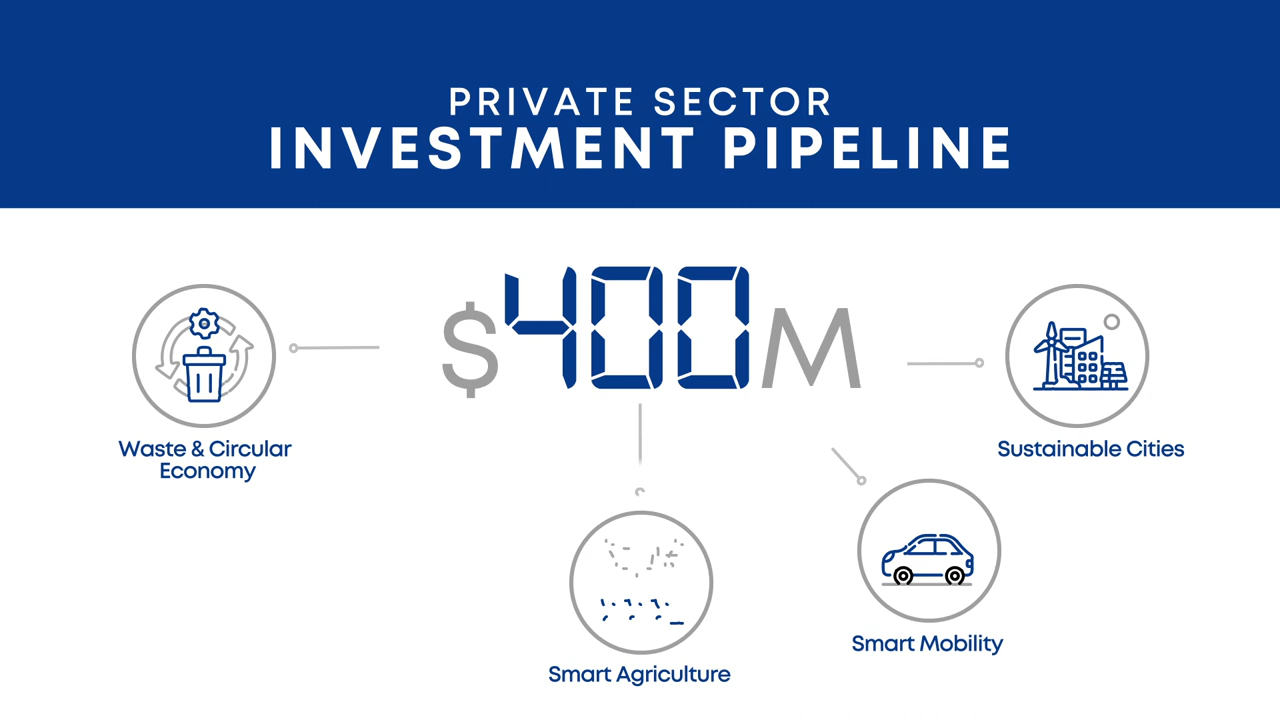 PRIVATE SECTOR
INVESTMENT PIPELINE
$400M
Waste & Circular
Economy
Sustainable Cities
Smart Mobility
Smart Agriculture